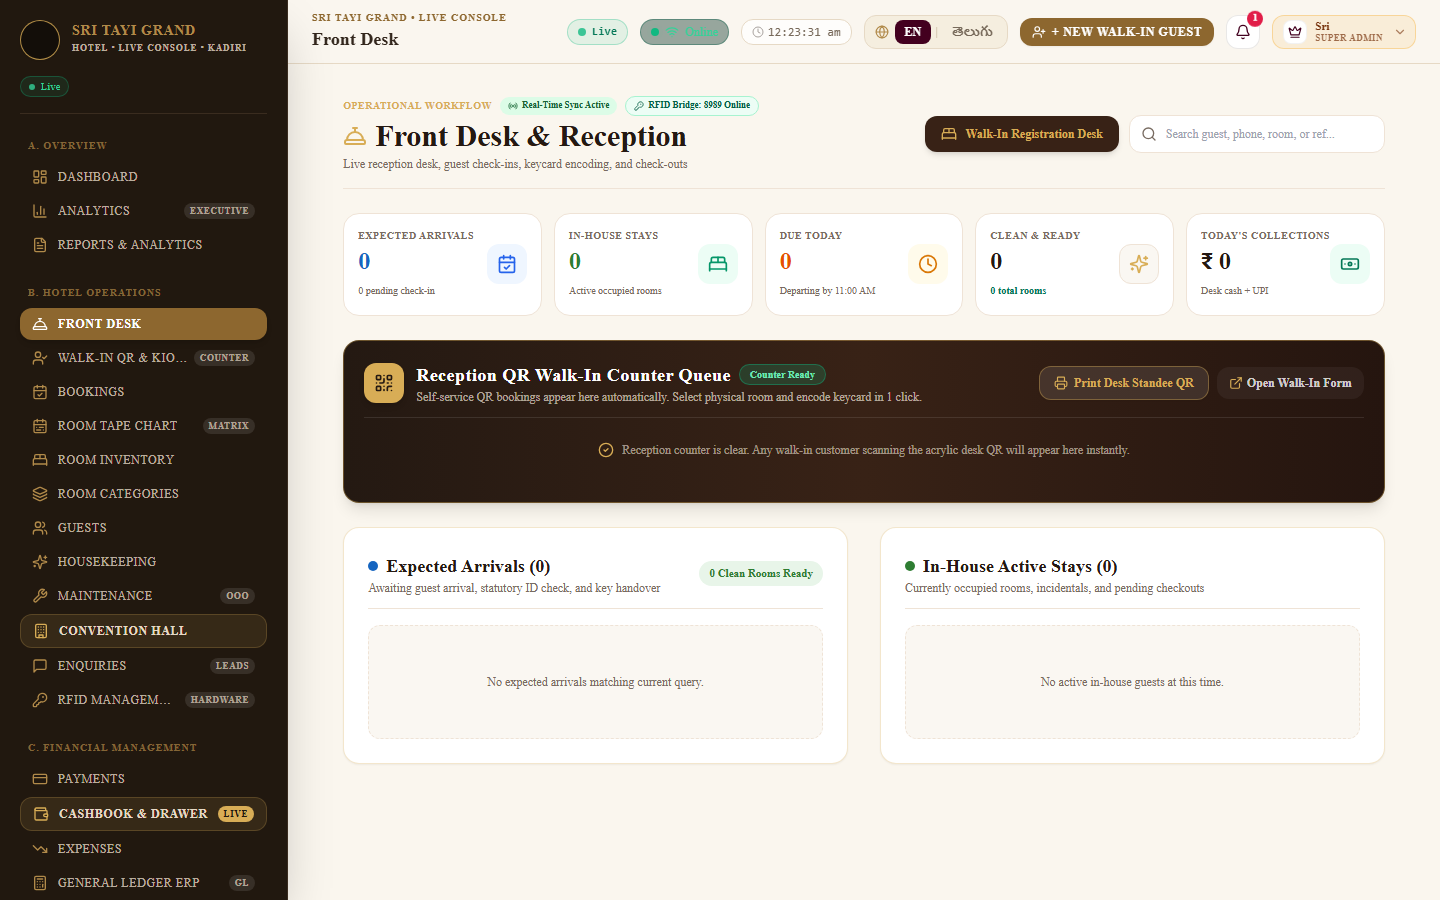 SRI TAYI GRAND
HOTEL • LIVE CONSOLE • KADIRI
Live
A. OVERVIEW
DASHBOARD
ANALYTICS EXECUTIVE
REPORTS & ANALYTICS
B. HOTEL OPERATIONS
FRONT DESK
WALK-IN QR & KIO... COUNTER
BOOKINGS
ROOM TAPE CHART MATRIX
ROOM INVENTORY
ROOM CATEGORIES
GUESTS
HOUSEKEEPING
MAINTENANCE OOO
CONVENTION HALL
ENQUIRIES LEADS
RFID MANAGEM... HARDWARE
C. FINANCIAL MANAGEMENT
PAYMENTS
CASHBOOK & DRAWER LIVE
EXPENSES
GENERAL LEDGER ERP GL
SRI TAYI GRAND • LIVE CONSOLE
Front Desk
Live
12:23:31 am
EN తెలుగు
+ NEW WALK-IN GUEST
1
Sri
SUPER ADMIN
OPERATIONAL WORKFLOW Real-Time Sync Active RFID Bridge: 8989 Online
Front Desk & Reception
Live reception desk, guest check-ins, keycard encoding, and check-outs
Walk-In Registration Desk
Search guest, phone, room, or ref...
EXPECTED ARRIVALS
0
0 pending check-in
IN-HOUSE STAYS
0
Active occupied rooms
DUE TODAY
0
Departing by 11:00 AM
CLEAN & READY
0
0 total rooms
TODAY'S COLLECTIONS
₹ 0
Desk cash + UPI
Reception QR Walk-In Counter Queue Counter Ready
Self-service QR bookings appear here automatically. Select physical room and encode keycard in 1 click.
Print Desk Standee QR
Open Walk-In Form
Reception counter is clear. Any walk-in customer scanning the acrylic desk QR will appear here instantly.
Expected Arrivals (0)
Awaiting guest arrival, statutory ID check, and key handover
0 Clean Rooms Ready
No expected arrivals matching current query.
In-House Active Stays (0)
Currently occupied rooms, incidentals, and pending checkouts
No active in-house guests at this time.